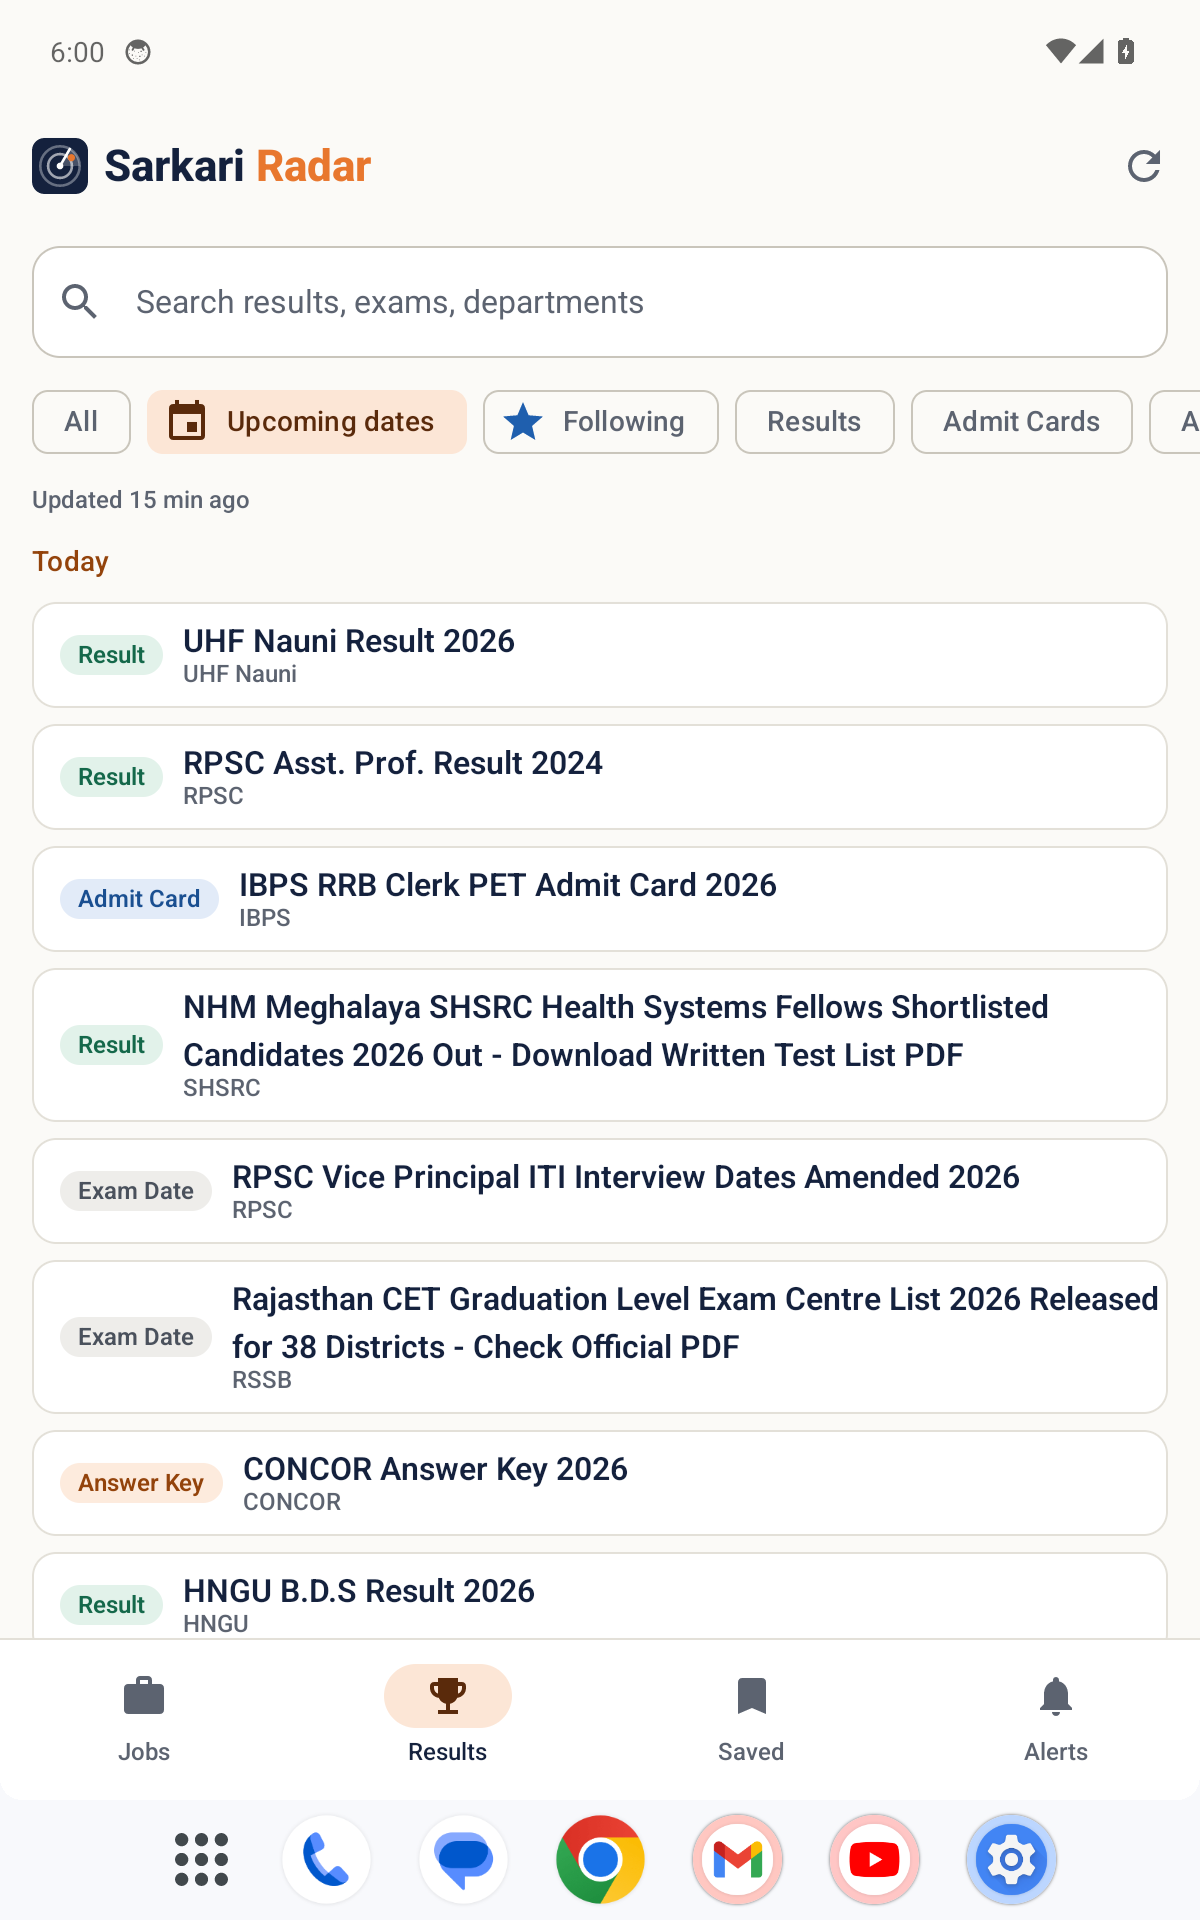 6:00
Sarkari Radar
Search results, exams, departments
All
Upcoming dates
Following
Results
Admit Cards
A
Updated 15 min ago
Today
Result
UHF Nauni Result 2026
UHF Nauni
Result
RPSC Asst. Prof. Result 2024
RPSC
Admit Card
IBPS RRB Clerk PET Admit Card 2026
IBPS
Result
NHM Meghalaya SHSRC Health Systems Fellows Shortlisted
Candidates 2026 Out - Download Written Test List PDF
SHSRC
Exam Date
RPSC Vice Principal ITI Interview Dates Amended 2026
RPSC
Exam Date
Rajasthan CET Graduation Level Exam Centre List 2026 Released
for 38 Districts - Check Official PDF
RSSB
Answer Key
CONCOR Answer Key 2026
CONCOR
Result
HNGU B.D.S Result 2026
HNGU
Jobs
Results
Saved
Alerts